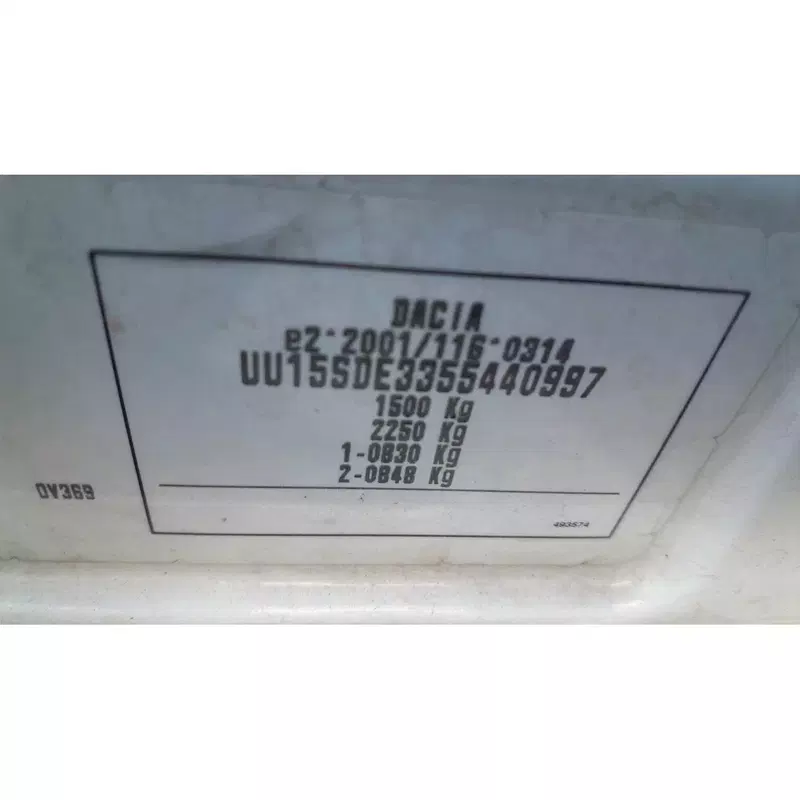 DACIA
e2*2001/116*0314
UU15SDE3355440997
1500 Kg
2250 Kg
1-0830 Kg
2-0848 Kg
OV369
493574